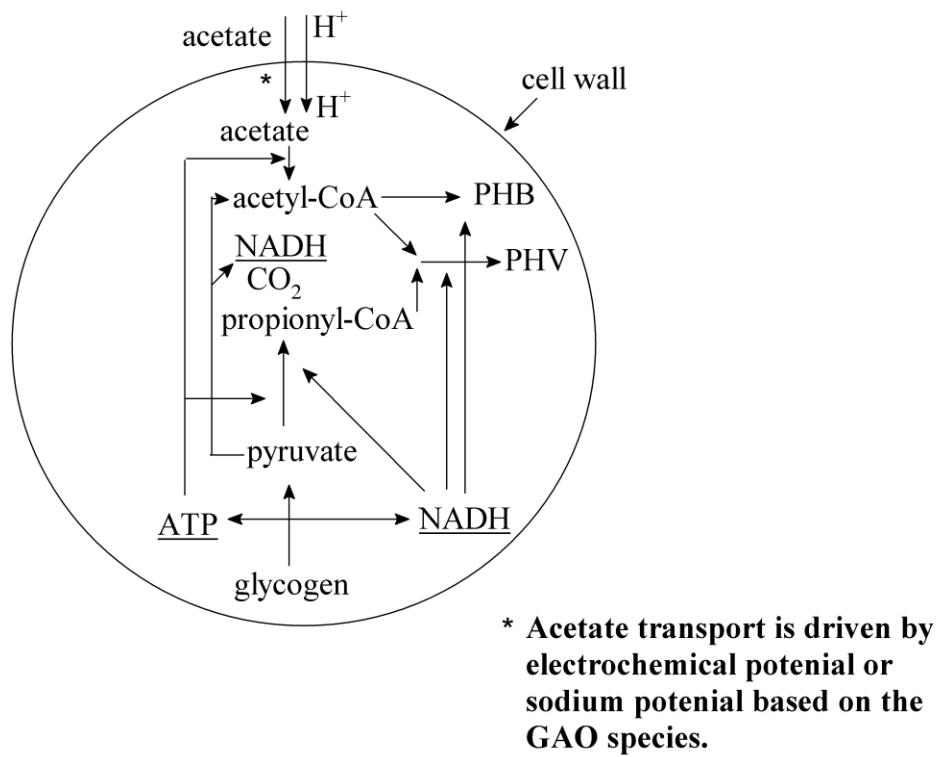 acetate H⁺
cell wall
* H⁺
acetate
acetyl-CoA PHB
NADH PHV
CO₂
propionyl-CoA
pyruvate
ATP NADH
glycogen
* Acetate transport is driven by
electrochemical potenial or
sodium potenial based on the
GAO species.